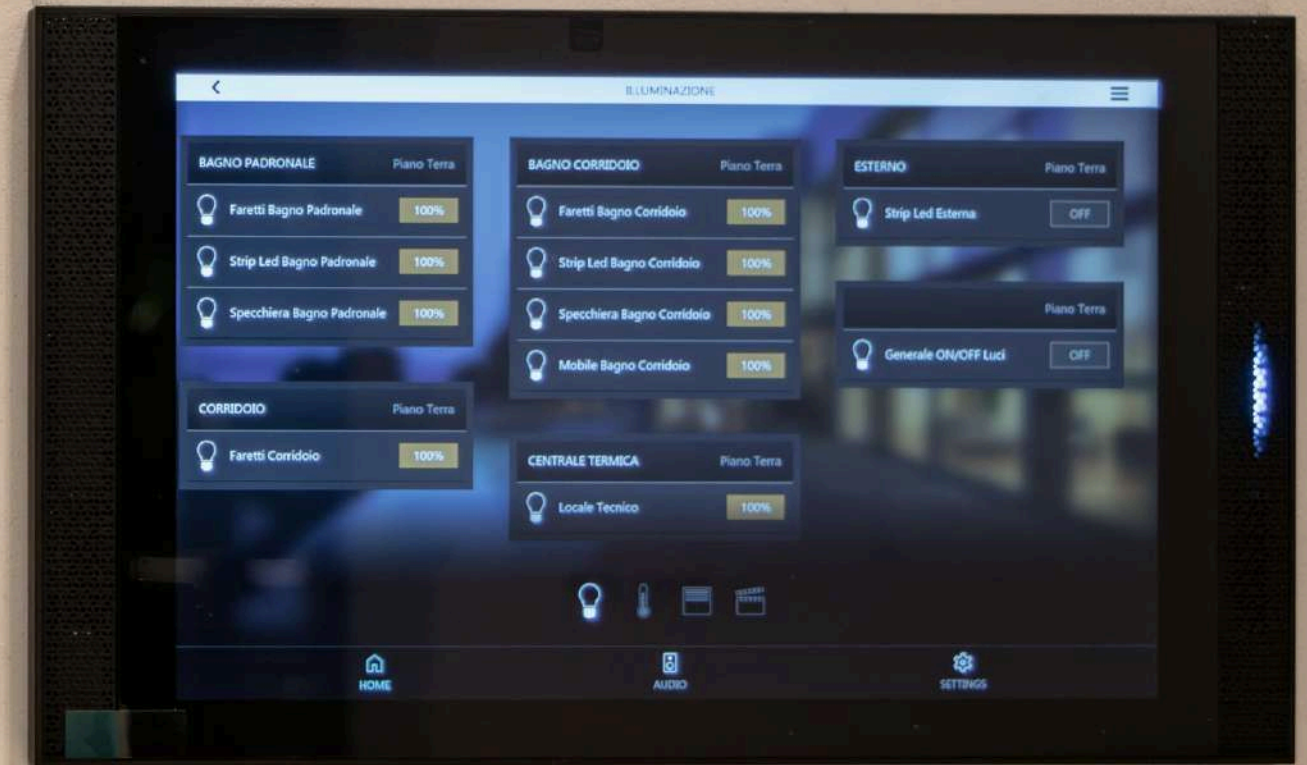 ILLUMINAZIONE
BAGNO PADRONALE Piano Terra
Faretti Bagno Padronale 100%
Strip Led Bagno Padronale 100%
Specchiera Bagno Padronale 100%
CORRIDOIO Piano Terra
Faretti Corridoio 100%
BAGNO CORRIDOIO Piano Terra
Faretti Bagno Corridoio 100%
Strip Led Bagno Corridoio 100%
Specchiera Bagno Corridoio 100%
Mobile Bagno Corridoio 100%
CENTRALE TERMICA Piano Terra
Locale Tecnico 100%
ESTERNO Piano Terra
Strip Led Esterna OFF
Piano Terra
Generale ON/OFF Luci OFF
HOME AUDIO SETTINGS